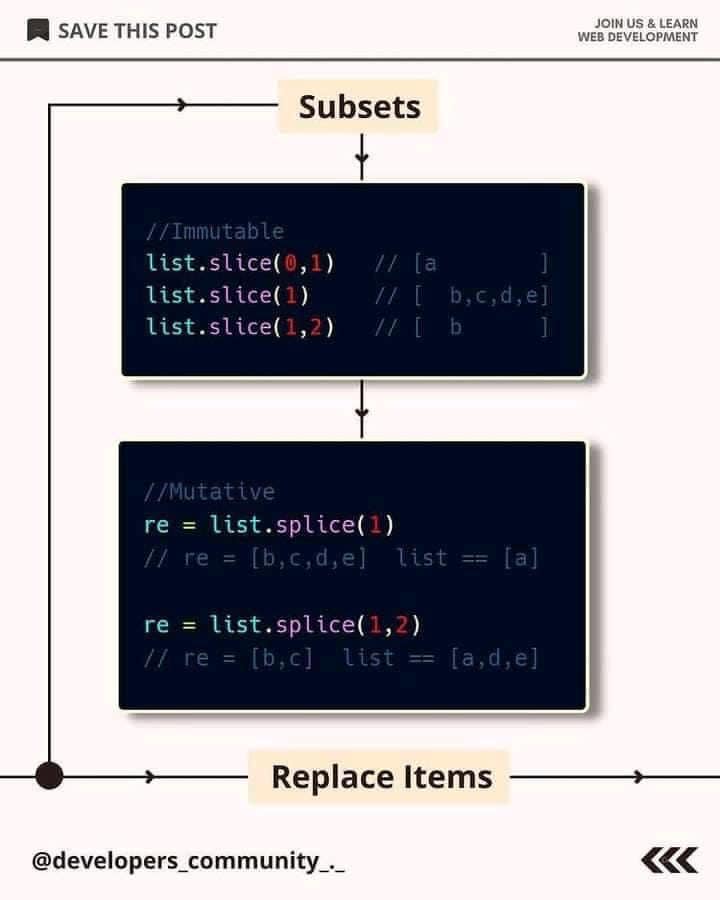 SAVE THIS POST
JOIN US & LEARN
WEB DEVELOPMENT
Subsets
//Immutable
list.slice(0,1)   // [a        ]
list.slice(1)     // [  b,c,d,e]
list.slice(1,2)   // [  b      ]
//Mutative
re = list.splice(1)
// re = [b,c,d,e]  list == [a]
re = list.splice(1,2)
// re = [b,c]  list == [a,d,e]
Replace Items
@developers_community_._